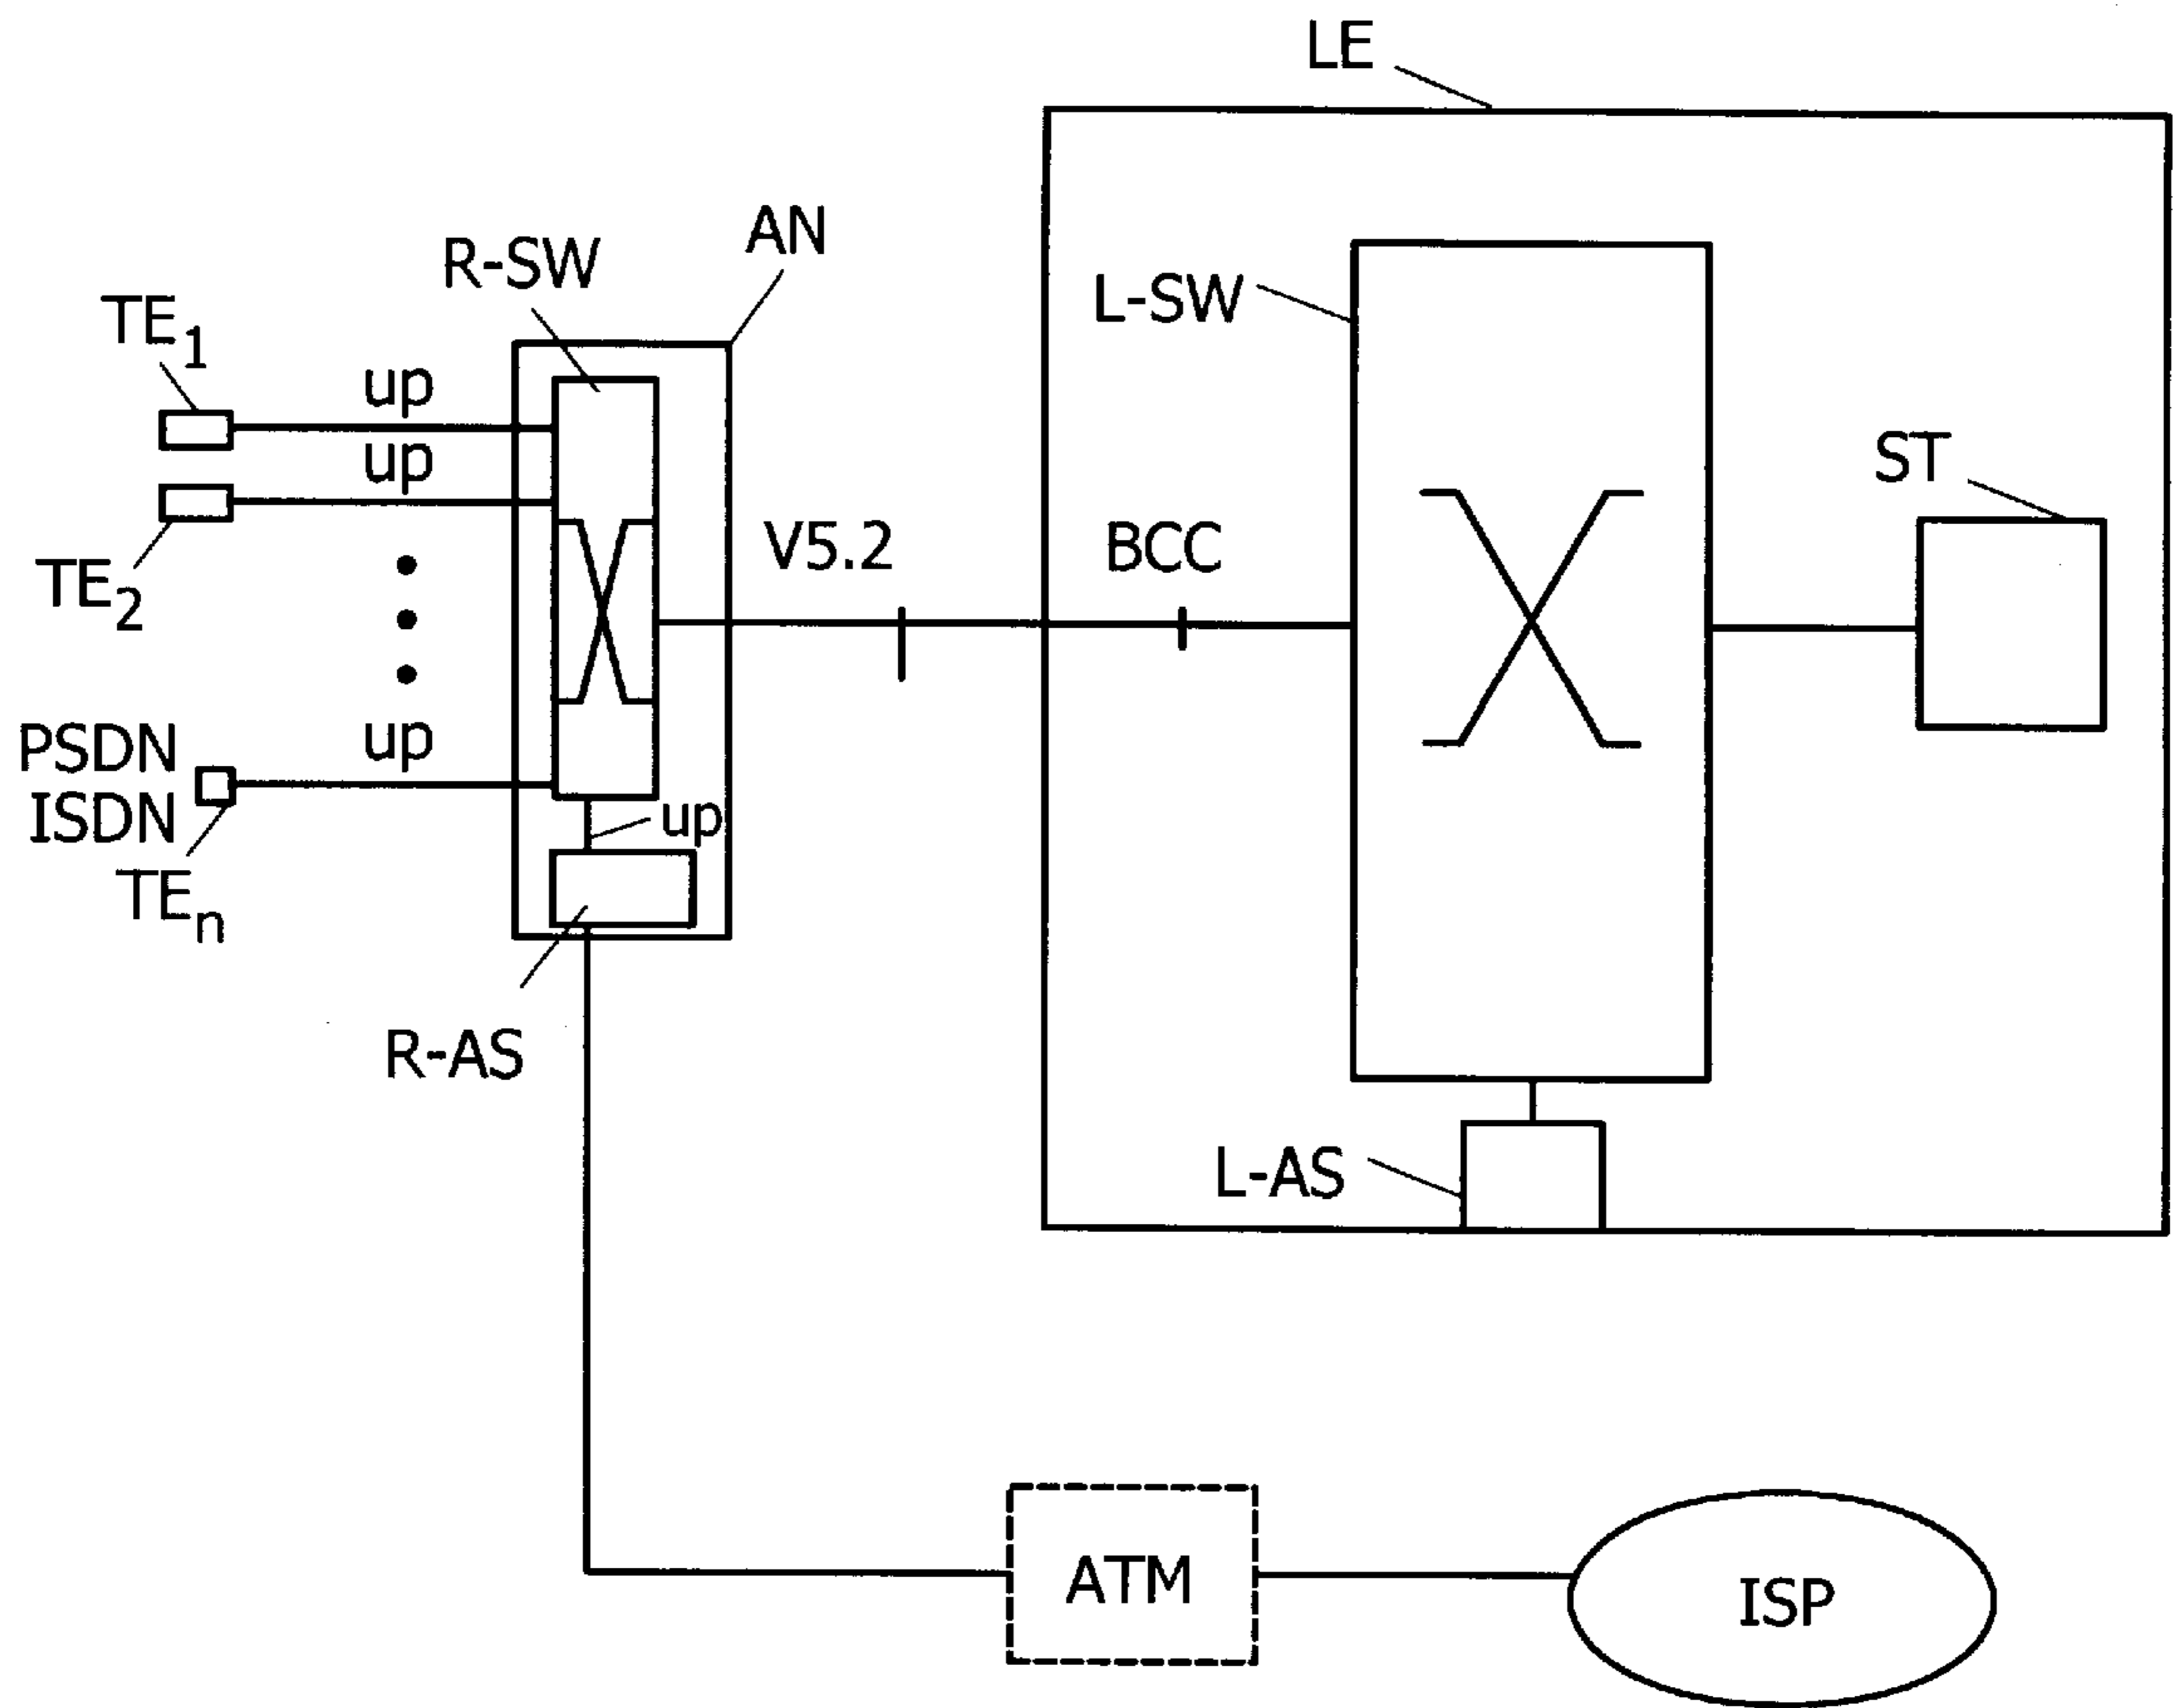 LE
AN
R-SW
L-SW
TE1
up
up
ST
V5.2
BCC
TE2
PSDN
up
ISDN
up
TEn
R-AS
L-AS
ATM
ISP